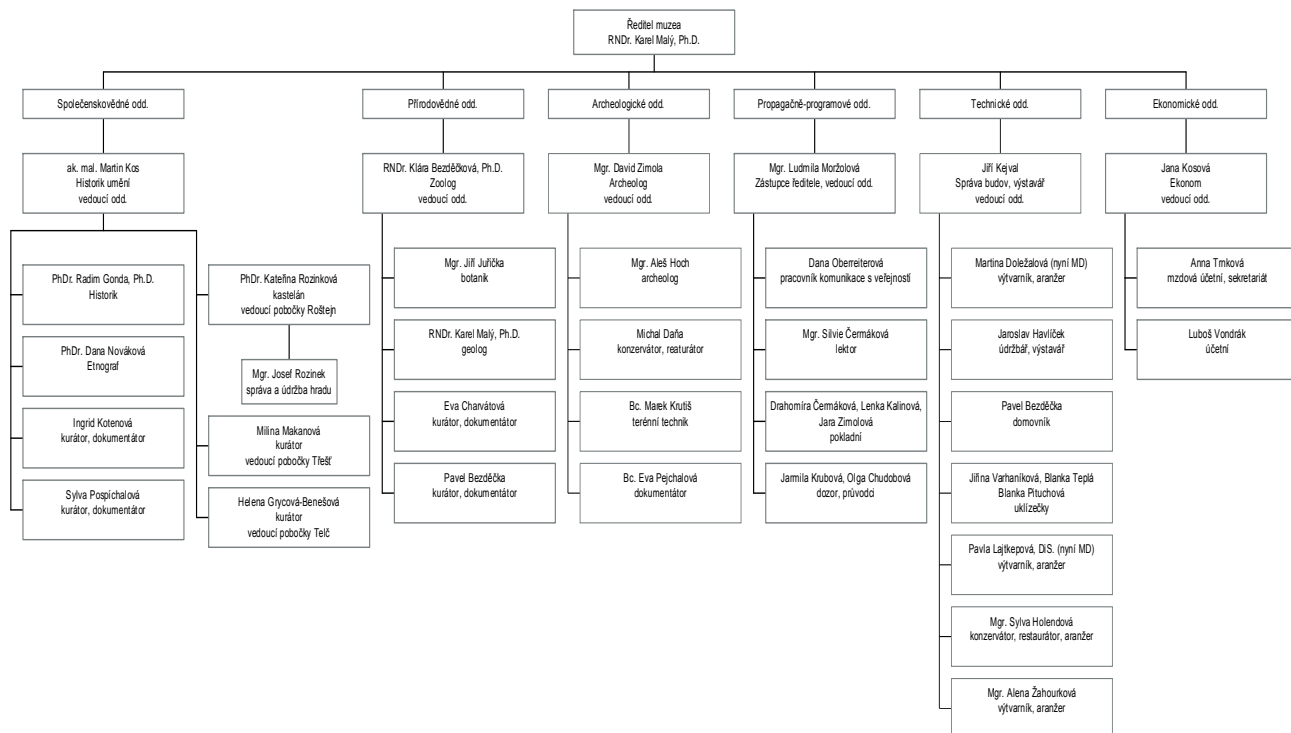 Ředitel muzea
RNDr. Karel Malý, Ph.D.
Společenskovědné odd.
Přírodovědné odd.
Archeologické odd.
Propagačně-programové odd.
Technické odd.
Ekonomické odd.
ak. mal. Martin Kos
Historik umění
vedoucí odd.
RNDr. Klára Bezděčková, Ph.D.
Zoolog
vedoucí odd.
Mgr. David Zimola
Archeolog
vedoucí odd.
Mgr. Ludmila Moržolová
Zástupce ředitele, vedoucí odd.
Jiří Kejval
Správa budov, výstavář
vedoucí odd.
Jana Kosová
Ekonom
vedoucí odd.
PhDr. Radim Gonda, Ph.D.
Historik
PhDr. Dana Nováková
Etnograf
Ingrid Kotenová
kurátor, dokumentátor
Sylva Pospíchalová
kurátor, dokumentátor
PhDr. Kateřina Rozinková
kastelán
vedoucí pobočky Roštejn
Mgr. Josef Rozinek
správa a údržba hradu
Milina Makanová
kurátor
vedoucí pobočky Třešť
Helena Grycová-Benešová
kurátor
vedoucí pobočky Telč
Mgr. Jiří Juřička
botanik
RNDr. Karel Malý, Ph.D.
geolog
Eva Charvátová
kurátor, dokumentátor
Pavel Bezděčka
kurátor, dokumentátor
Mgr. Aleš Hoch
archeolog
Michal Daňa
konzervátor, reaturátor
Bc. Marek Krutiš
terénní technik
Bc. Eva Pejchalová
dokumentátor
Dana Oberreiterová
pracovník komunikace s veřejností
Mgr. Silvie Čermáková
lektor
Drahomíra Čermáková, Lenka Kalinová,
Jara Zimolová
pokladní
Jarmila Krubová, Olga Chudobová
dozor, průvodci
Martina Doležalová (nyní MD)
výtvarník, aranžer
Jaroslav Havlíček
údržbář, výstavář
Pavel Bezděčka
domovník
Jiřina Varhaníková, Blanka Teplá
Blanka Pituchová
uklízečky
Pavla Lajtkepová, DiS. (nyní MD)
výtvarník, aranžer
Mgr. Sylva Holendová
konzervátor, restaurátor, aranžer
Mgr. Alena Žahourková
výtvarník, aranžer
Anna Trnková
mzdová účetní, sekretariát
Luboš Vondrák
účetní